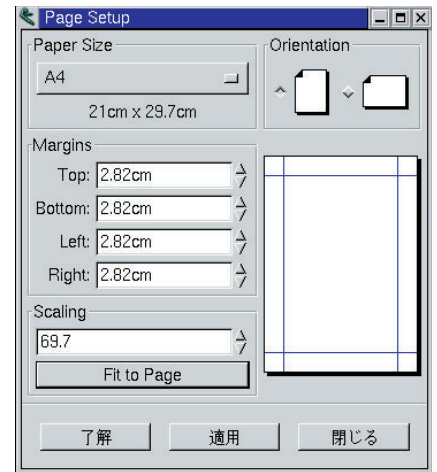 Page Setup
Paper Size
Orientation
A4
21cm x 29.7cm
Margins
Top: 2.82cm
Bottom: 2.82cm
Left: 2.82cm
Right: 2.82cm
Scaling
69.7
Fit to Page
了解 適用 閉じる